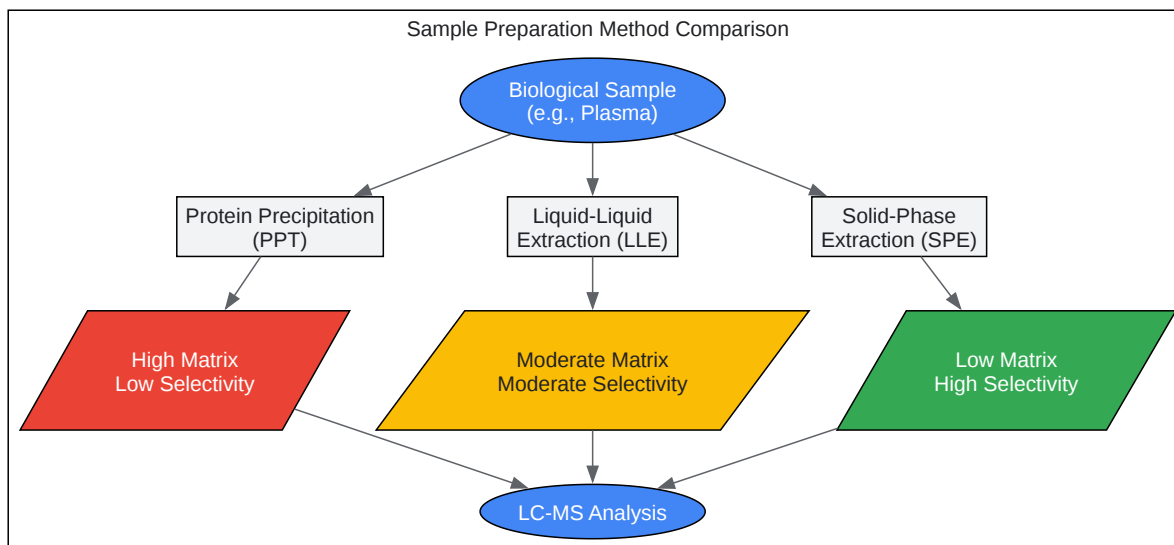 Sample Preparation Method Comparison
Biological Sample
(e.g., Plasma)
Protein Precipitation
(PPT)
Liquid-Liquid
Extraction (LLE)
Solid-Phase
Extraction (SPE)
High Matrix
Low Selectivity
Moderate Matrix
Moderate Selectivity
Low Matrix
High Selectivity
LC-MS Analysis